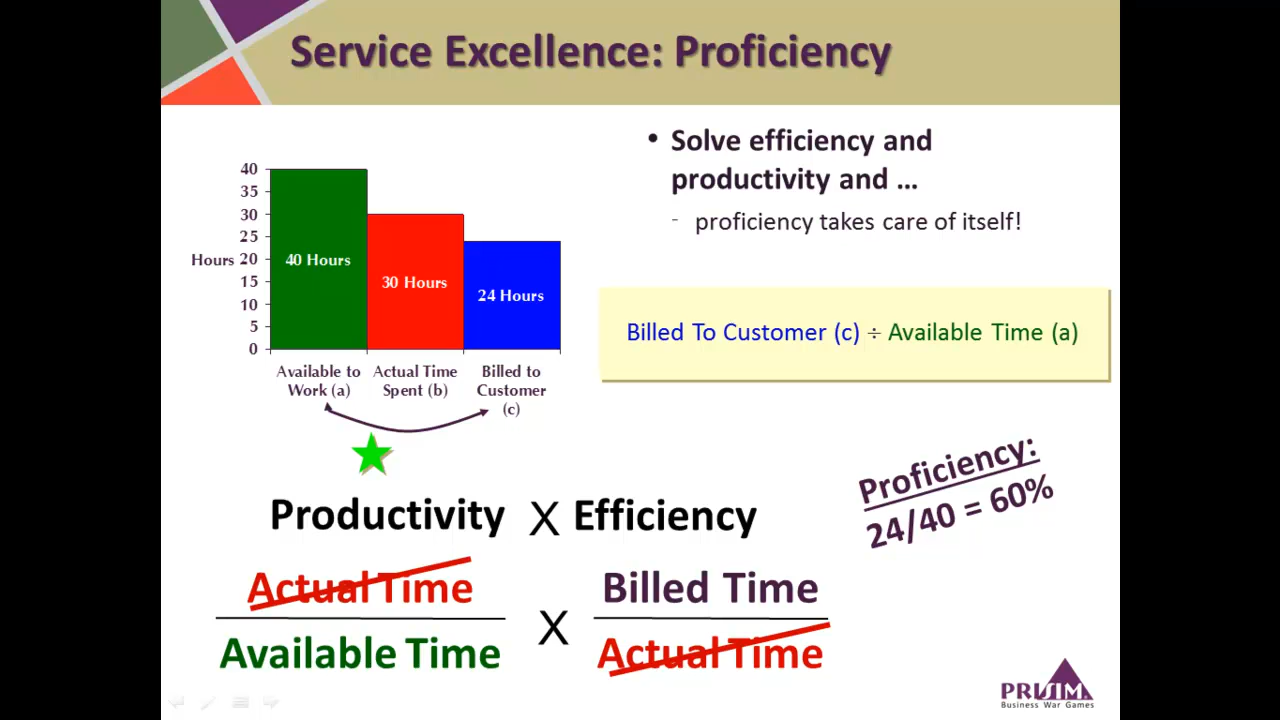 Service Excellence: Proficiency
• Solve efficiency and
productivity and ...
- proficiency takes care of itself!
40
35
30
25
Hours 20
15
10
5
0
40 Hours
30 Hours
24 Hours
Available to
Work (a)
Actual Time
Spent (b)
Billed to
Customer
(c)
Billed To Customer (c) ÷ Available Time (a)
Proficiency:
24/40 = 60%
Productivity X Efficiency
Actual Time
Available Time
X
Billed Time
Actual Time
PRISIM
Business War Games